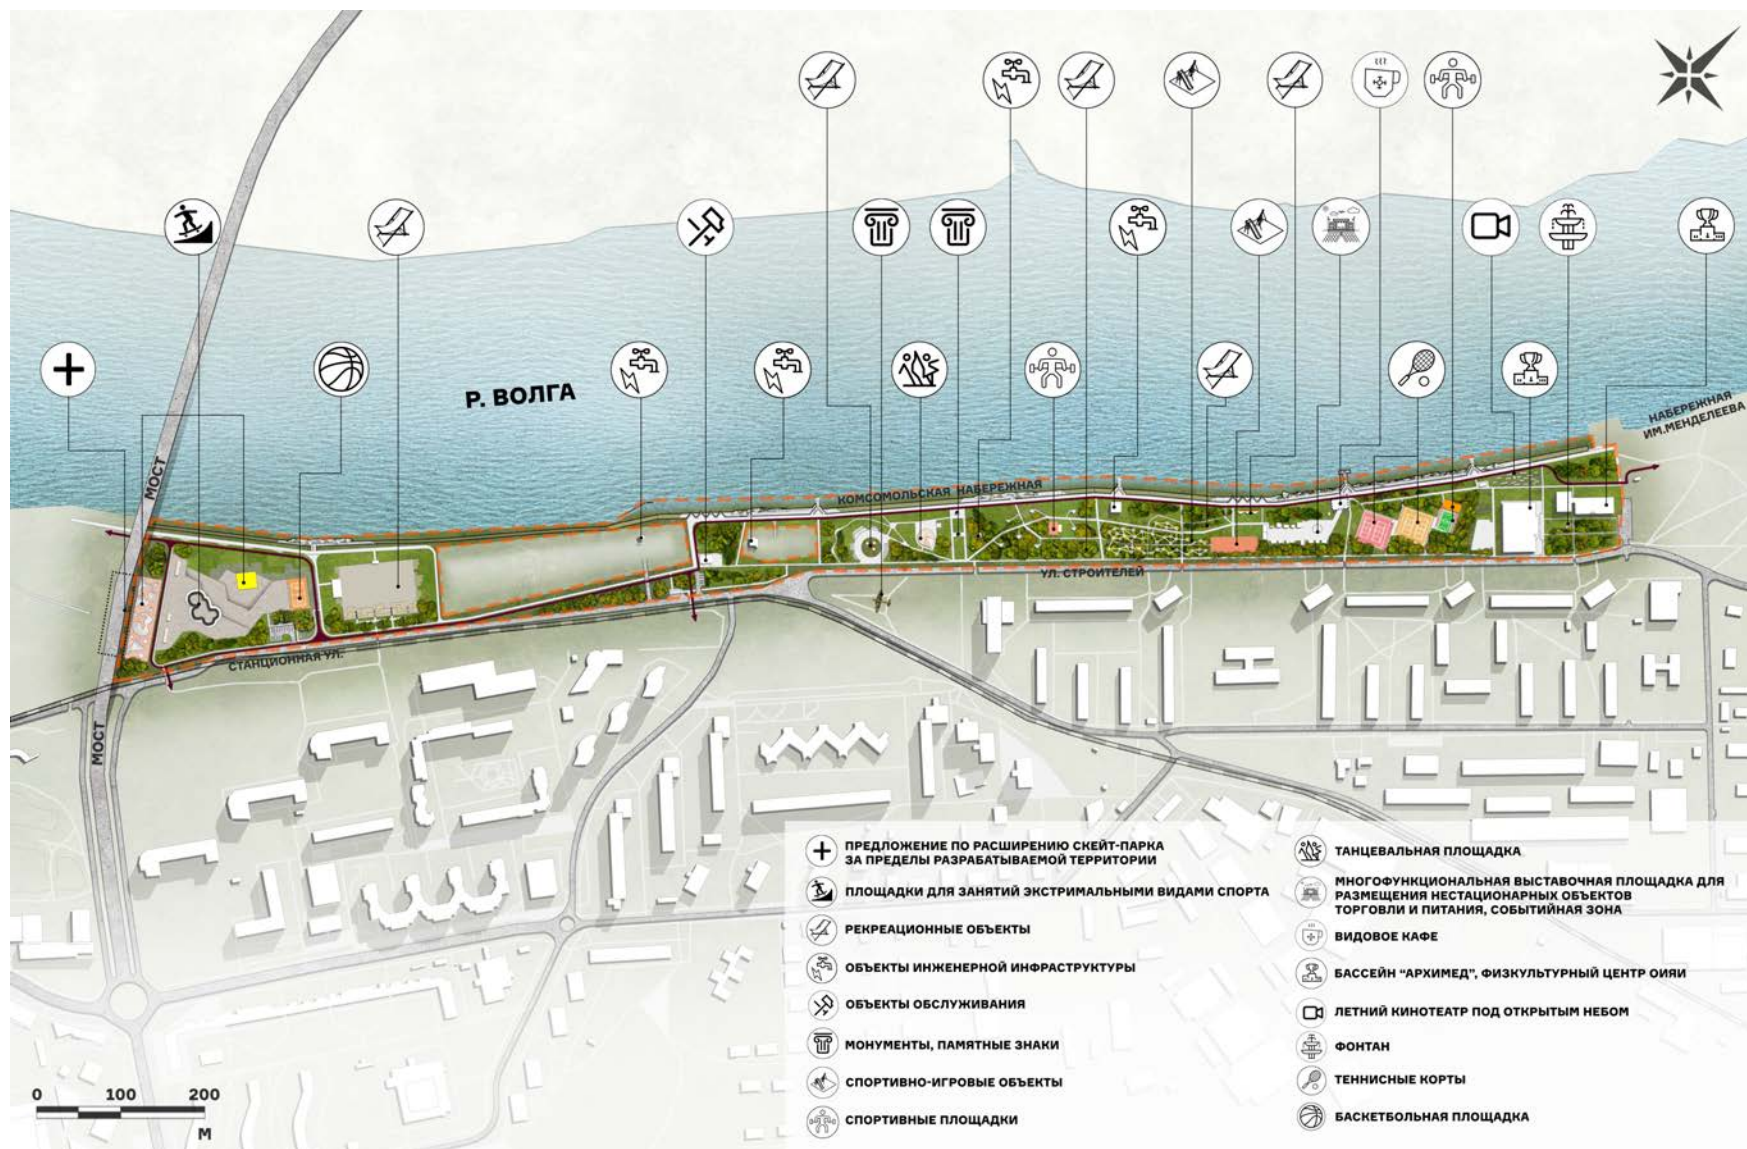 Р. ВОЛГА
НАБЕРЕЖНАЯ
ИМ.МЕНДЕЛЕЕВА
МОСТ
КОМСОМОЛЬСКАЯ НАБЕРЕЖНАЯ
УЛ. СТРОИТЕЛЕЙ
СТАНЦИОННАЯ УЛ.
МОСТ
ПРЕДЛОЖЕНИЕ ПО РАСШИРЕНИЮ СКЕЙТ-ПАРКА
ЗА ПРЕДЕЛЫ РАЗРАБАТЫВАЕМОЙ ТЕРРИТОРИИ
ПЛОЩАДКИ ДЛЯ ЗАНЯТИЙ ЭКСТРИМАЛЬНЫМИ ВИДАМИ СПОРТА
РЕКРЕАЦИОННЫЕ ОБЪЕКТЫ
ОБЪЕКТЫ ИНЖЕНЕРНОЙ ИНФРАСТРУКТУРЫ
ОБЪЕКТЫ ОБСЛУЖИВАНИЯ
МОНУМЕНТЫ, ПАМЯТНЫЕ ЗНАКИ
СПОРТИВНО-ИГРОВЫЕ ОБЪЕКТЫ
СПОРТИВНЫЕ ПЛОЩАДКИ
ТАНЦЕВАЛЬНАЯ ПЛОЩАДКА
МНОГОФУНКЦИОНАЛЬНАЯ ВЫСТАВОЧНАЯ ПЛОЩАДКА ДЛЯ
РАЗМЕЩЕНИЯ НЕСТАЦИОНАРНЫХ ОБЪЕКТОВ
ТОРГОВЛИ И ПИТАНИЯ, СОБЫТИЙНАЯ ЗОНА
ВИДОВОЕ КАФЕ
БАССЕЙН “АРХИМЕД”, ФИЗКУЛЬТУРНЫЙ ЦЕНТР ОИЯИ
ЛЕТНИЙ КИНОТЕАТР ПОД ОТКРЫТЫМ НЕБОМ
ФОНТАН
ТЕННИСНЫЕ КОРТЫ
БАСКЕТБОЛЬНАЯ ПЛОЩАДКА
0 100 200
М